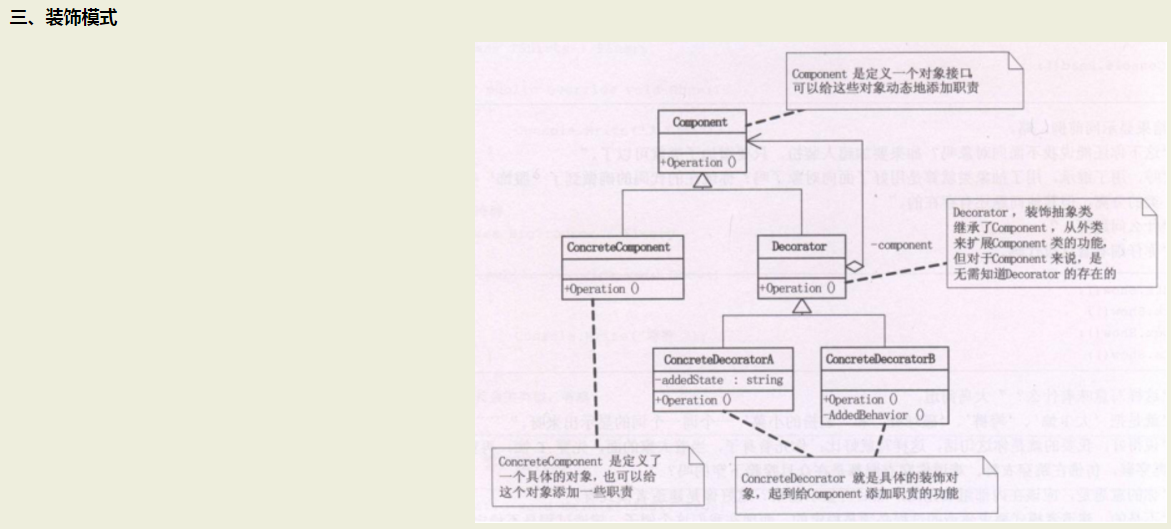 三、装饰模式
Component 是定义一个对象接口,
可以给这些对象动态地添加职责
Component
+Operation ()
Decorator , 装饰抽象类,
继承了Component , 从外类
来扩展Component 类的功能,
但对于Component 来说, 是
无需知道Decorator 的存在的
ConcreteComponent
+Operation ()
Decorator
+Operation ()
-component
ConcreteDecoratorA
-addedState : string
+Operation ()
ConcreteDecoratorB
+Operation ()
-AddedBehavior ()
ConcreteComponent 是定义了
一个具体的对象, 也可以给
这个对象添加一些职责
ConcreteDecorator 就是具体的装饰对
象, 起到给Component 添加职责的功能